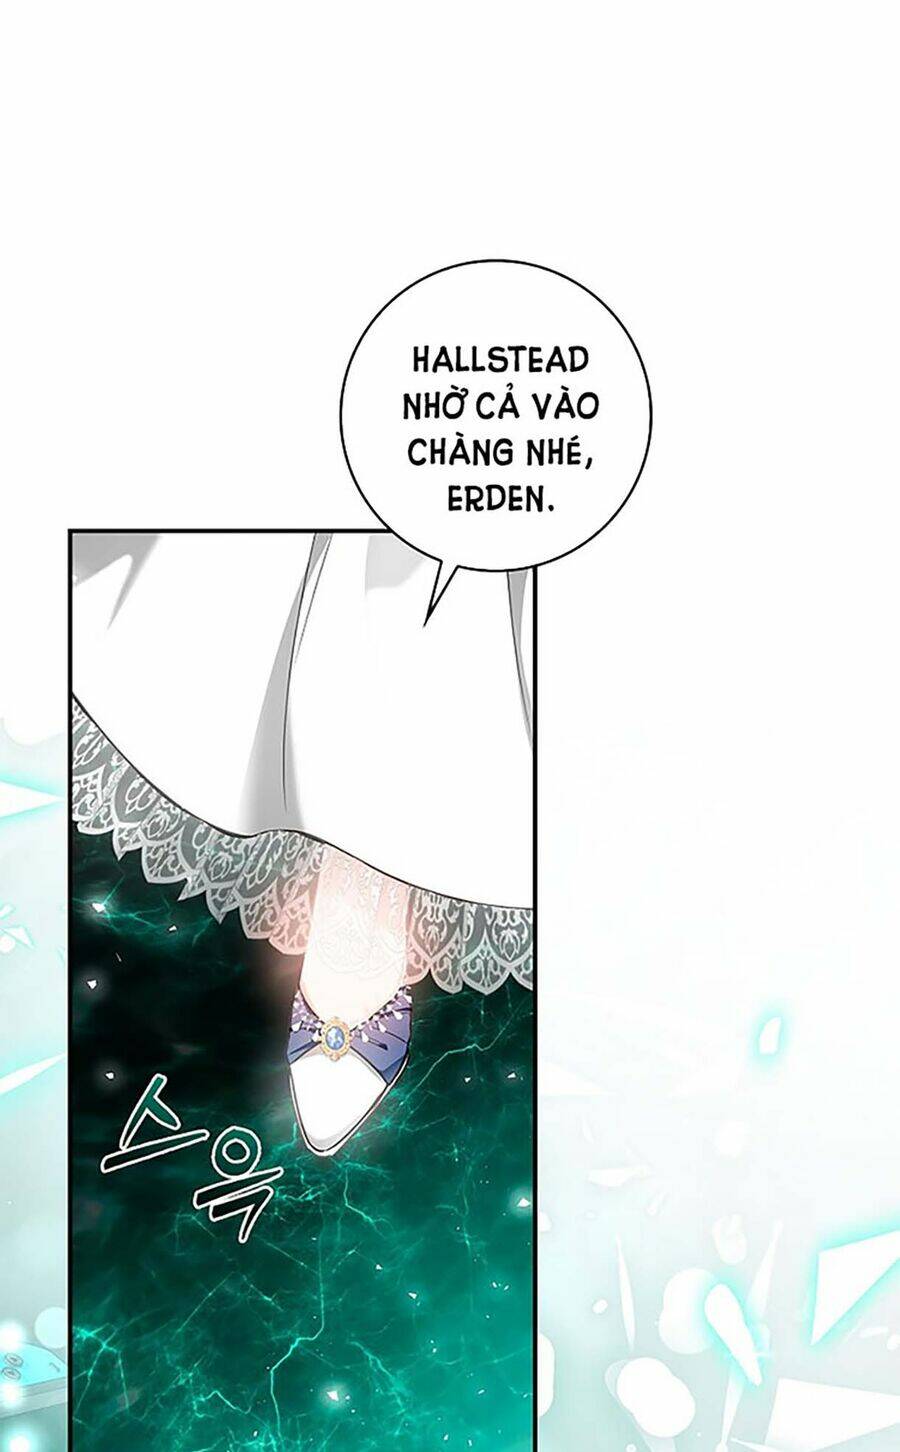 HALLSTEAD
NHỜ CẢ VÀO
CHÀNG NHÉ,
ERDEN.
스윽